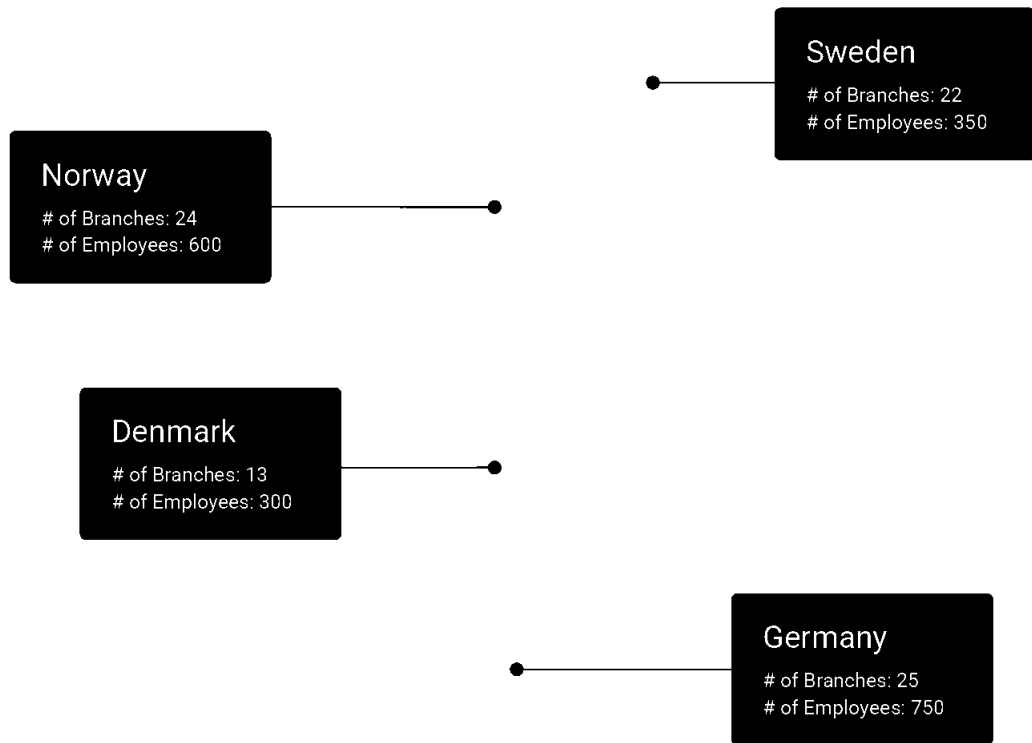 Sweden
# of Branches: 22
# of Employees: 350
Norway
# of Branches: 24
# of Employees: 600
Denmark
# of Branches: 13
# of Employees: 300
Germany
# of Branches: 25
# of Employees: 750